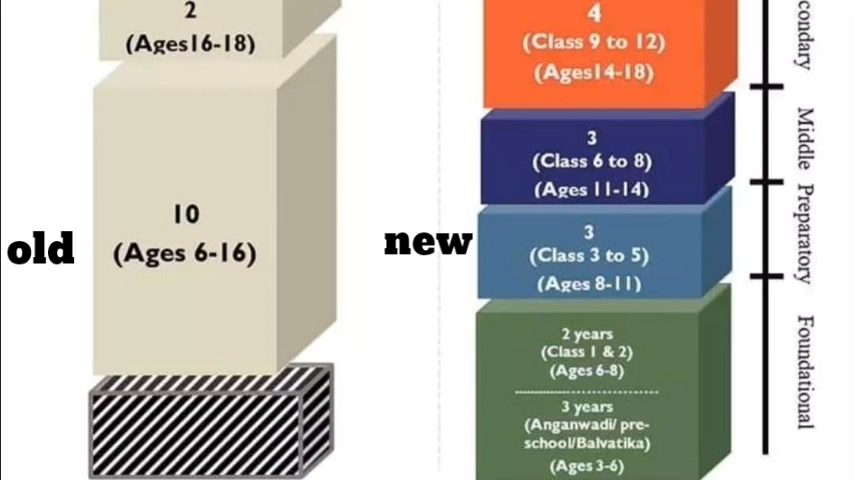 2
(Ages16-18)
10
(Ages 6-16)
old
new
4
(Class 9 to 12)
(Ages14-18)
3
(Class 6 to 8)
(Ages 11-14)
3
(Class 3 to 5)
(Ages 8-11)
2 years
(Class 1 & 2)
(Ages 6-8)
3 years
(Anganwadi/ pre-
school/Balvatika)
(Ages 3-6)
condary
Middle
Preparatory
Foundational